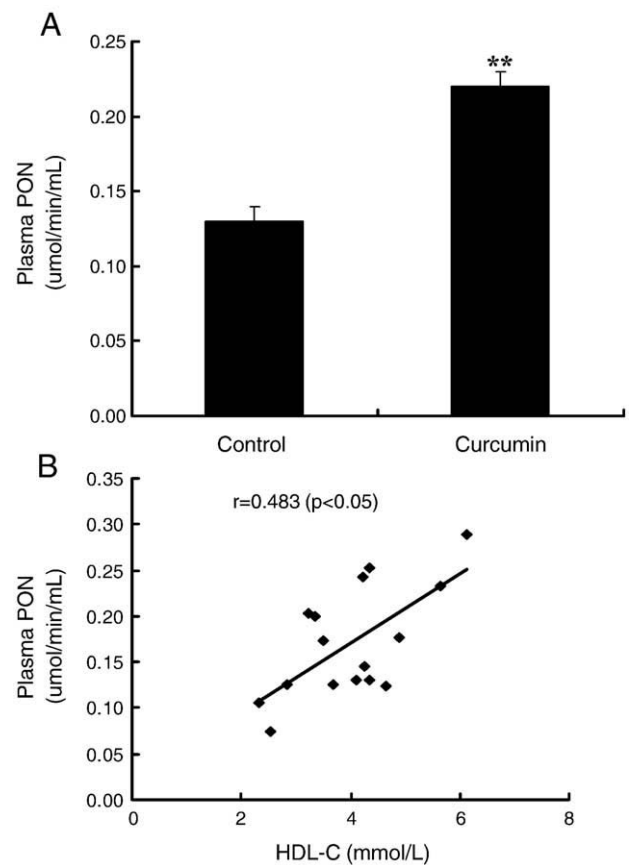 A
0.25
0.20
0.15
0.10
0.05
0.00
Plasma PON
(umol/min/mL)
**
Control Curcumin
B
0.35
0.30
0.25
0.20
0.15
0.10
0.05
0.00
Plasma PON
(umol/min/mL)
r=0.483 (p<0.05)
0 2 4 6 8
HDL-C (mmol/L)